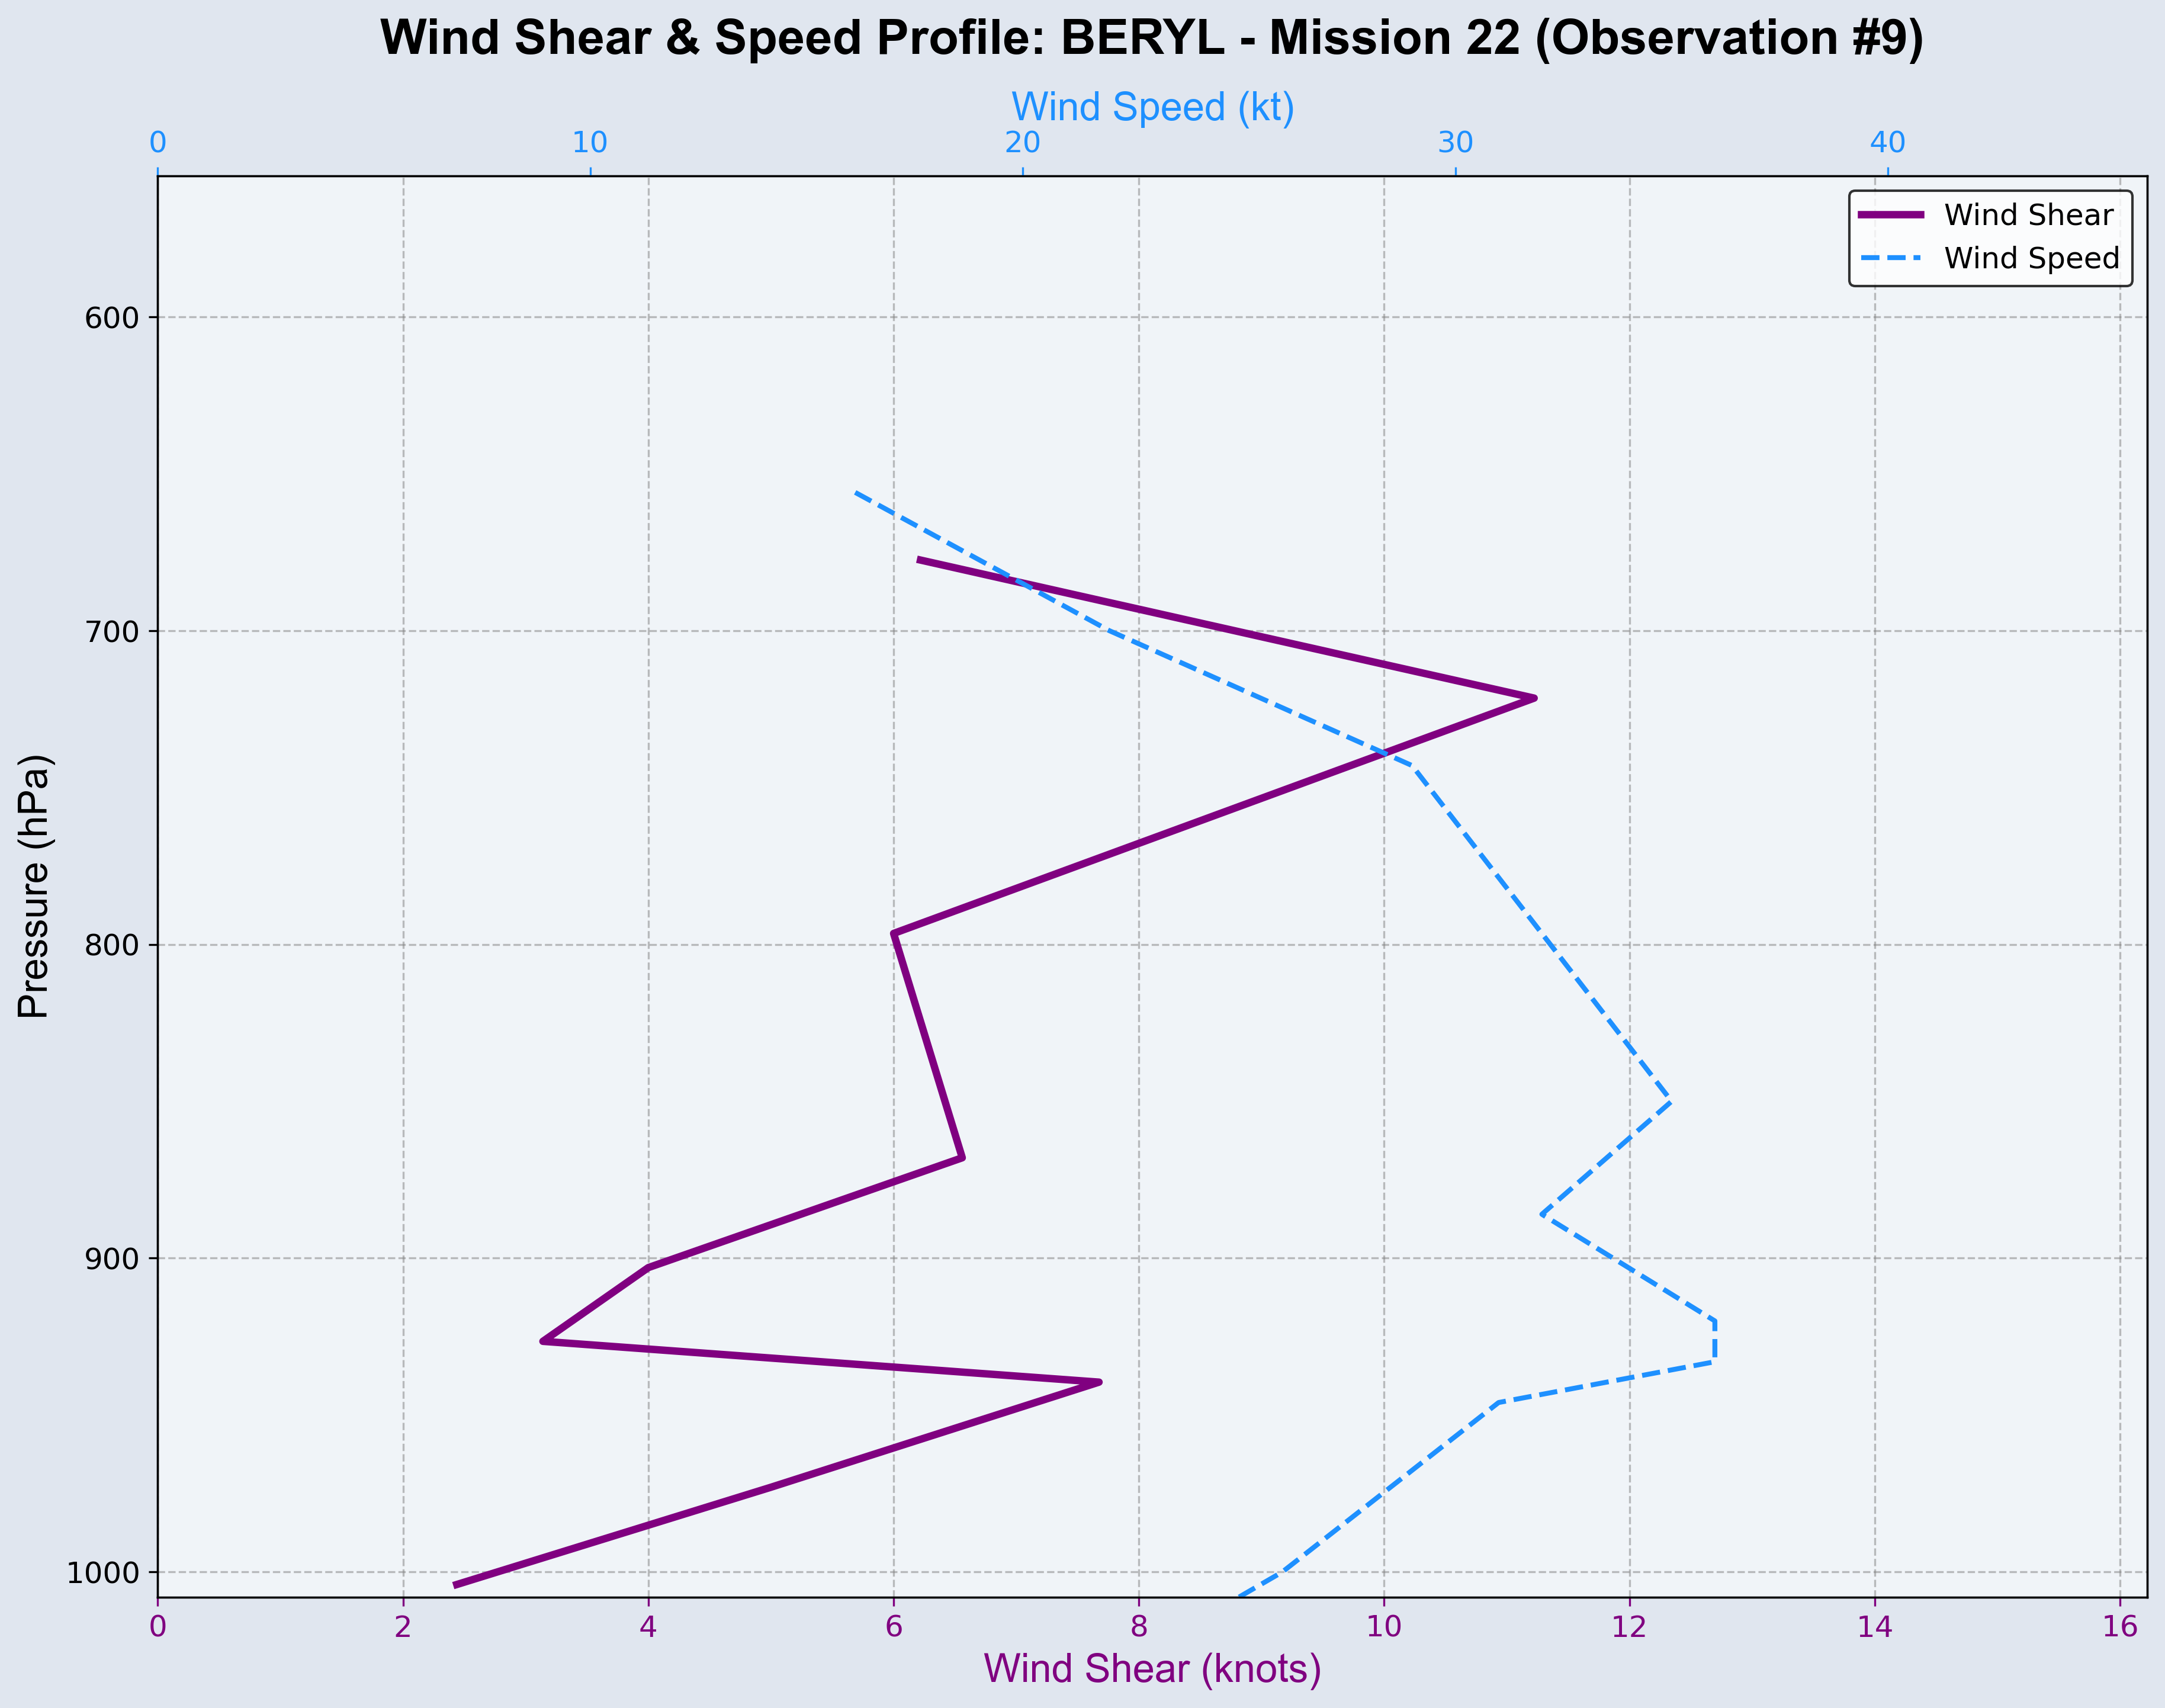 Wind Shear & Speed Profile: BERYL - Mission 22 (Observation #9)
Wind Speed (kt)
0 10 20 30 40
Wind Shear
Wind Speed
Pressure (hPa)
600
700
800
900
1000
0 2 4 6 8 10 12 14 16
Wind Shear (knots)